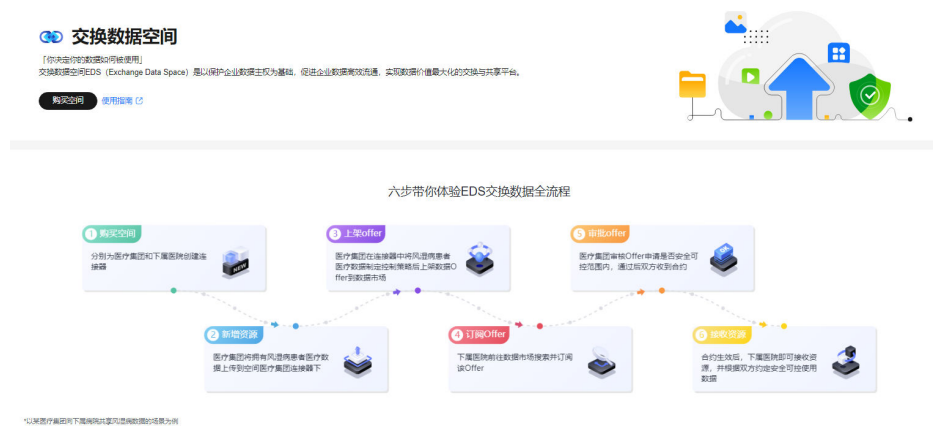 交换数据空间
「你决定你的数据如何被使用」
交换数据空间EDS（Exchange Data Space）是以保护企业数据主权为基础，促进企业数据高效流通，实现数据价值最大化的交换与共享平台。
购买空间 使用指南
六步带你体验EDS交换数据全流程
1 购买空间
分别为医疗集团和下属医院创建连
接器
NEW
2 新增资源
医疗集团将拥有风湿病患者医疗数
据上传到空间医疗集团连接器下
3 上架offer
医疗集团在连接器中将风湿病患者
医疗数据制定控制策略后上架数据O
ffer到数据市场
4 订阅Offer
下属医院前往数据市场搜索并订阅
该Offer
5 审批offer
医疗集团审核Offer申请是否安全可
控范围内，通过后双方收到合约
OK
6 接收资源
合约生效后，下属医院即可接收资
源，并根据双方约定安全可控使用
数据
*以某医疗集团向下属病院共享风湿病数据的场景为例